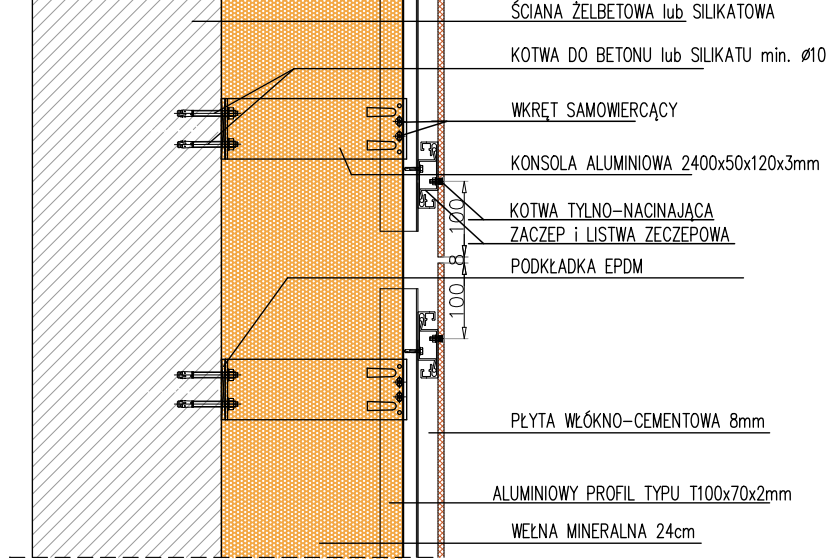 ŚCIANA ŻELBETOWA lub SILIKATOWA
KOTWA DO BETONU lub SILIKATU min. Ø10
WKRĘT SAMOWIERCĄCY
KONSOLA ALUMINIOWA 2400x50x120x3mm
KOTWA TYLNO-NACINAJĄCA
100
ZACZEP i LISTWA ZECZEPOWA
8
PODKŁADKA EPDM
100
PŁYTA WŁÓKNO-CEMENTOWA 8mm
ALUMINIOWY PROFIL TYPU T100x70x2mm
WEŁNA MINERALNA 24cm